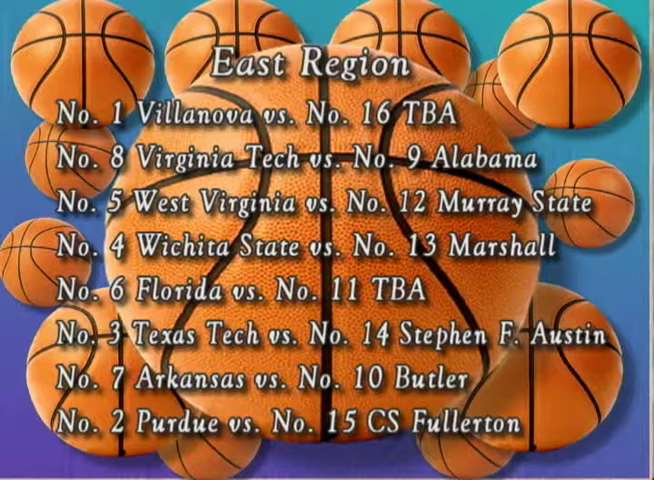 East Region
No. 1 Villanova vs. No. 16 TBA
No. 8 Virginia Tech vs. No. 9 Alabama
No. 5 West Virginia vs. No. 12 Murray State
No. 4 Wichita State vs. No. 13 Marshall
No. 6 Florida vs. No. 11 TBA
No. 3 Texas Tech vs. No. 14 Stephen F. Austin
No. 7 Arkansas vs. No. 10 Butler
No. 2 Purdue vs. No. 15 CS Fullerton